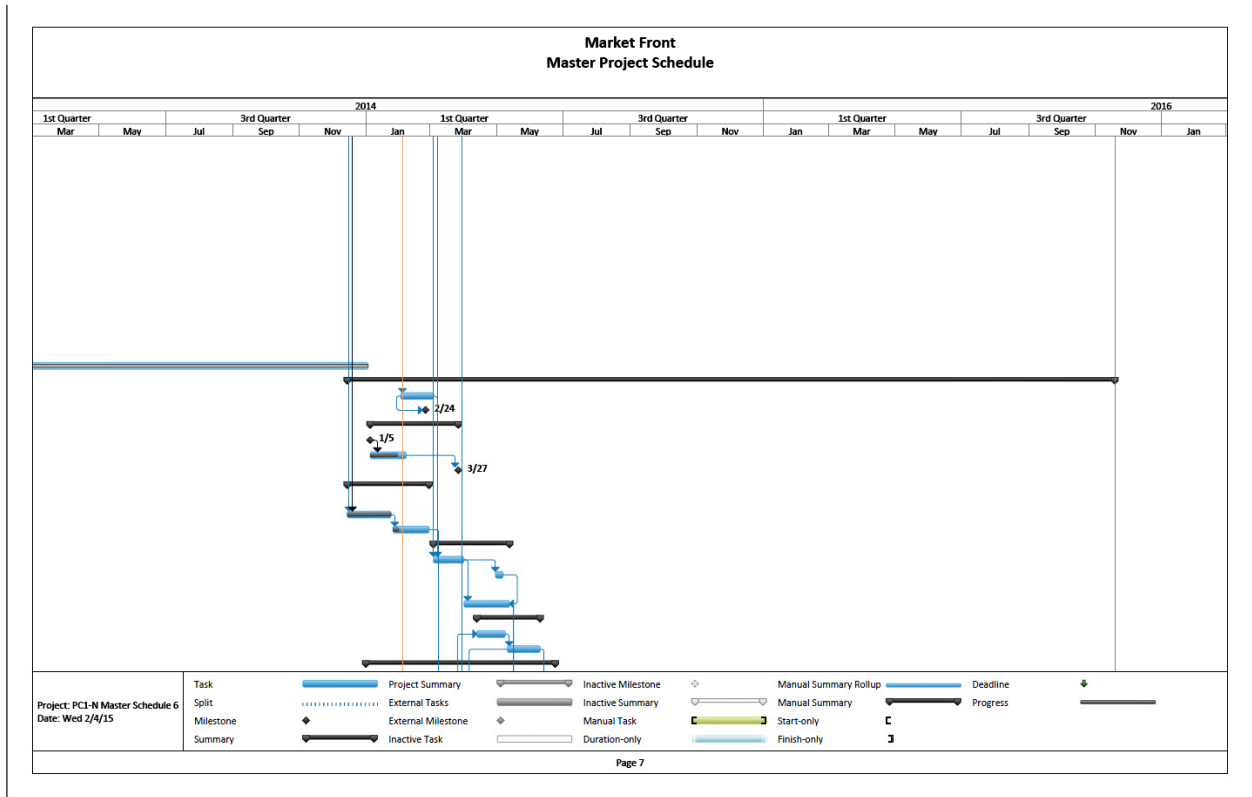 Market Front
Master Project Schedule
2014 2016
1st Quarter 3rd Quarter 1st Quarter 3rd Quarter 1st Quarter 3rd Quarter
Mar May Jul Sep Nov Jan Mar May Jul Sep Nov Jan Mar May Jul Sep Nov Jan
2/24
1/5
3/27
Project: PC1-N Master Schedule 6
Date: Wed 2/4/15
Task Project Summary Inactive Milestone Manual Summary Rollup Deadline
Split External Tasks Inactive Summary Manual Summary Progress
Milestone External Milestone Manual Task Start-only
Summary Inactive Task Duration-only Finish-only
Page 7